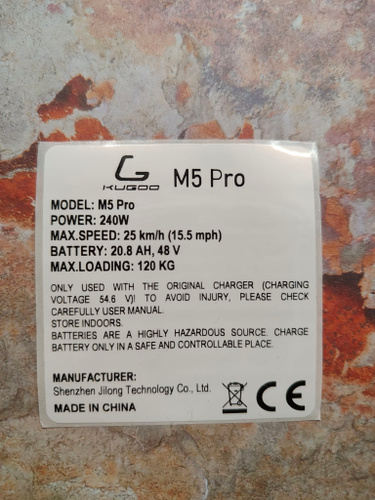 KUGOO M5 Pro
MODEL: M5 Pro
POWER: 240W
MAX.SPEED: 25 km/h (15.5 mph)
BATTERY: 20.8 AH, 48 V
MAX.LOADING: 120 KG
ONLY USED WITH THE ORIGINAL CHARGER (CHARGING
VOLTAGE 54.6 V)! TO AVOID INJURY, PLEASE CHECK
CAREFULLY USER MANUAL.
STORE INDOORS.
BATTERIES ARE A HIGHLY HAZARDOUS SOURCE. CHARGE
BATTERY ONLY IN A SAFE AND CONTROLLABLE PLACE.
MANUFACTURER:
Shenzhen Jilong Technology Co., Ltd.
MADE IN CHINA
CE